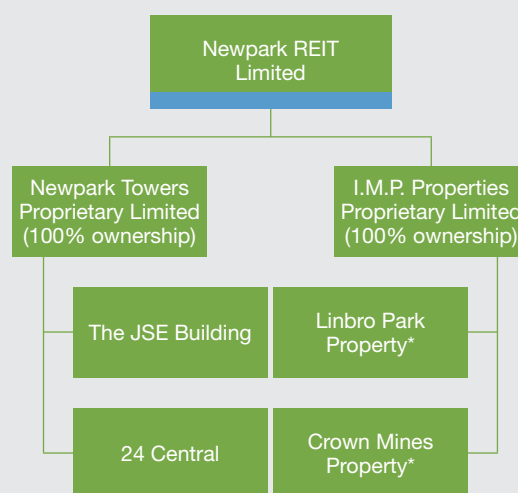 Newpark REIT
Limited
Newpark Towers
Proprietary Limited
(100% ownership)
I.M.P. Properties
Proprietary Limited
(100% ownership)
The JSE Building
Linbro Park
Property*
24 Central
Crown Mines
Property*